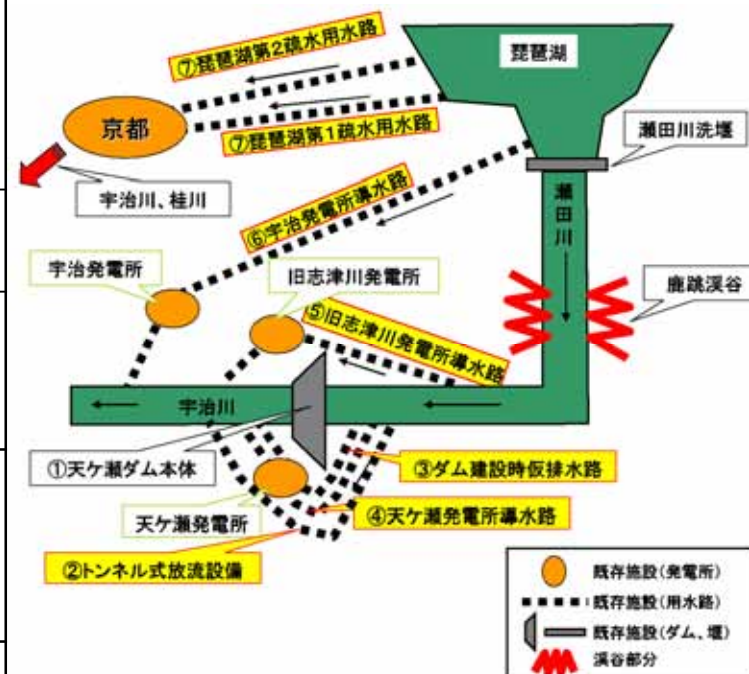 ⑦琵琶湖第2疏水用水路
琵琶湖
京都
⑦琵琶湖第1疏水用水路
瀬田川洗堰
宇治川、桂川
⑥宇治発電所導水路
瀬田川
宇治発電所
旧志津川発電所
鹿跳渓谷
⑤旧志津川発電所導水路
宇治川
①天ケ瀬ダム本体
③ダム建設時仮排水路
天ケ瀬発電所
④天ケ瀬発電所導水路
②トンネル式放流設備
既存施設(発電所)
既存施設(用水路)
既存施設(ダム、堰)
渓谷部分